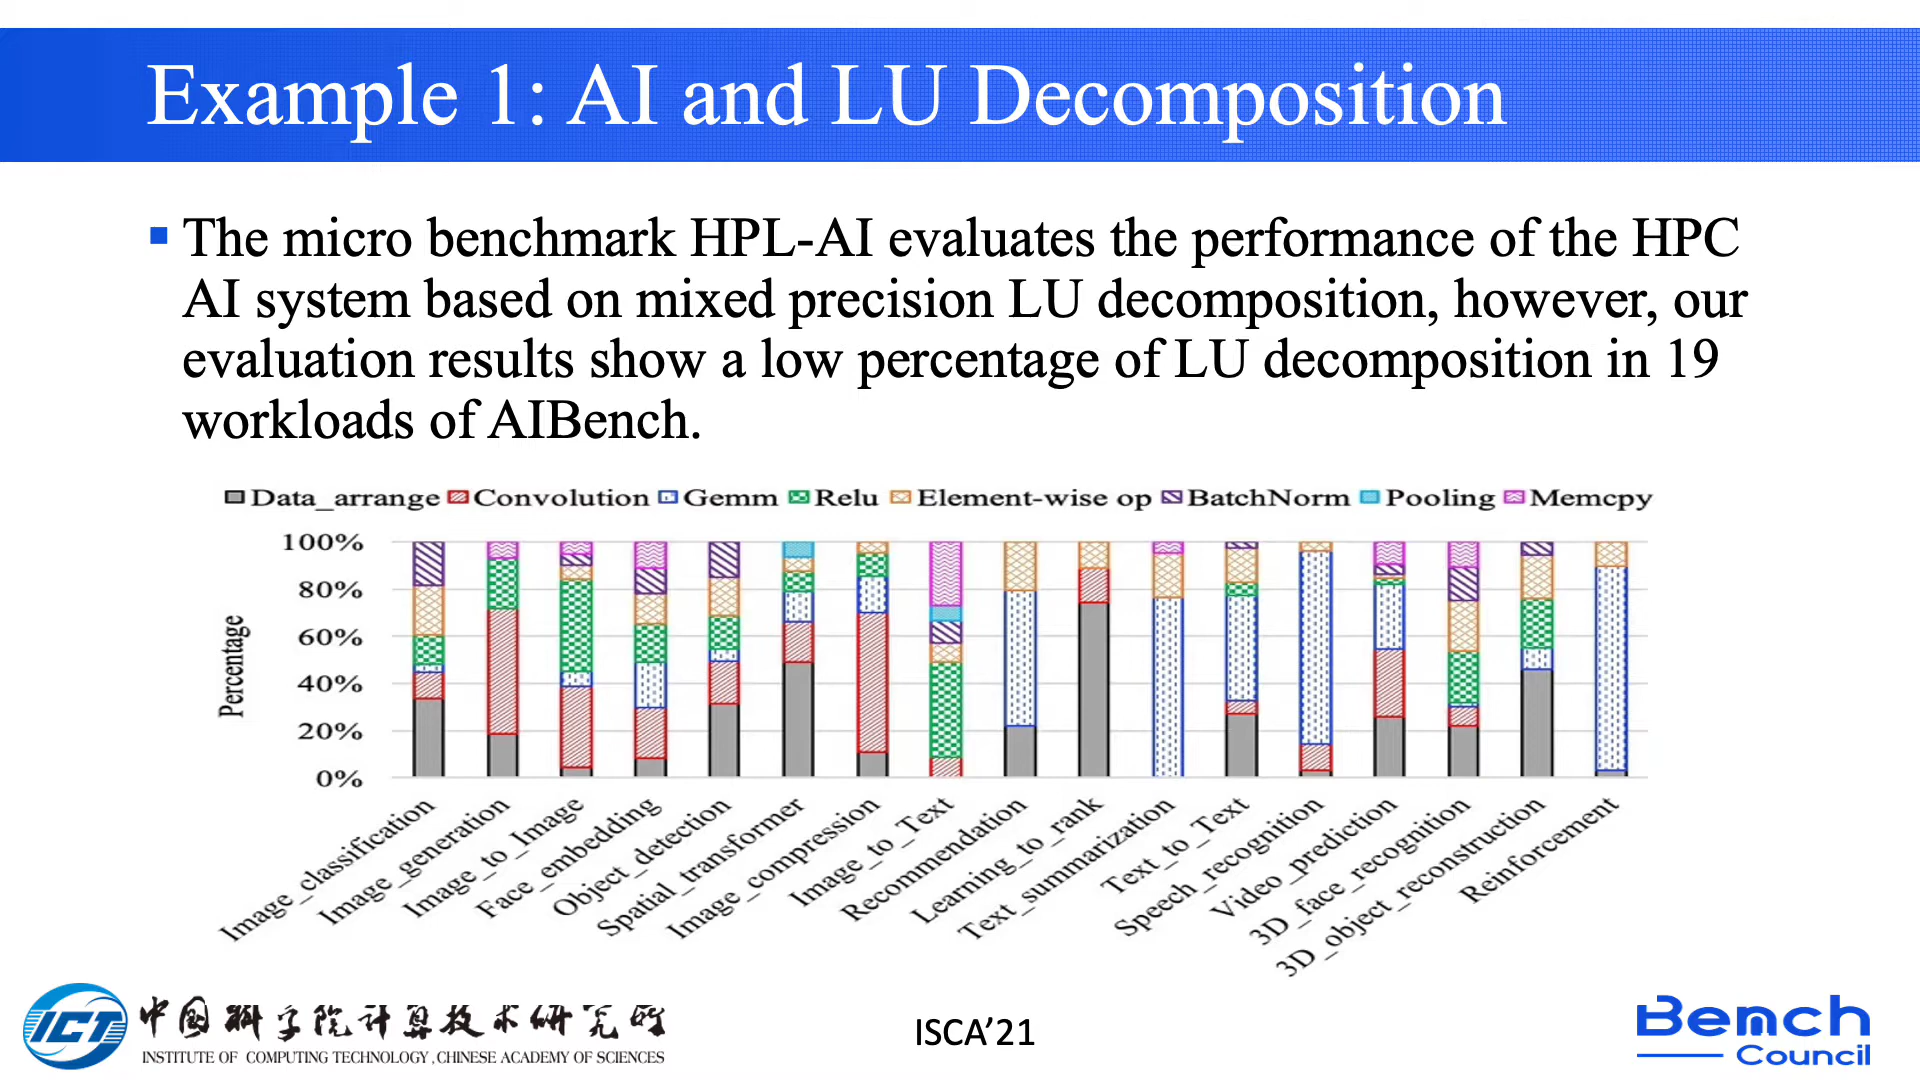 Example 1: AI and LU Decomposition
The micro benchmark HPL-AI evaluates the performance of the HPC
AI system based on mixed precision LU decomposition, however, our
evaluation results show a low percentage of LU decomposition in 19
workloads of AIBench.
Data_arrange Convolution Gemm Relu Element-wise op BatchNorm Pooling Memcpy
Percentage
100%
80%
60%
40%
20%
0%
Image_classification
Image_generation
Image_to_Image
Face_embedding
Object_detection
Spatial_transformer
Image_compression
Image_to_Text
Recommendation
Learning_to_rank
Text_summarization
Text_to_Text
Speech_recognition
Video_prediction
3D_face_recognition
3D_object_reconstruction
Reinforcement
ICT
中国科学院计算技术研究所
INSTITUTE OF COMPUTING TECHNOLOGY, CHINESE ACADEMY OF SCIENCES
ISCA’21
Bench
Council